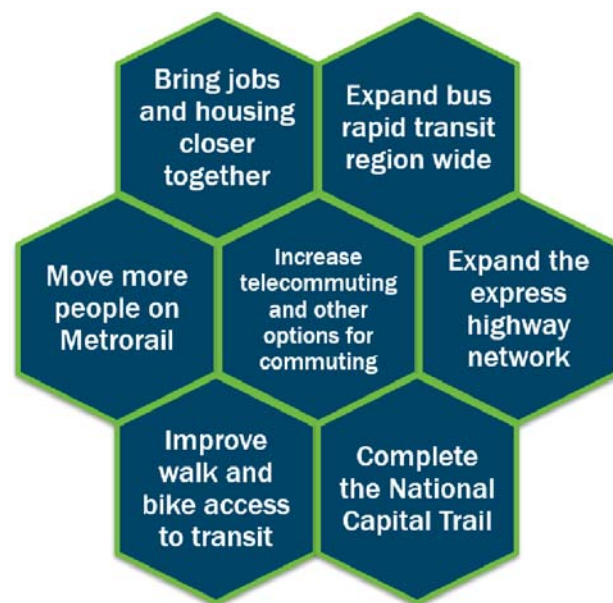 Bring jobs
and housing
closer
together
Expand bus
rapid transit
region wide
Move more
people on
Metrorail
Increase
telecommuting
and other
options for
commuting
Expand the
express
highway
network
Improve
walk and
bike access
to transit
Complete
the National
Capital Trail